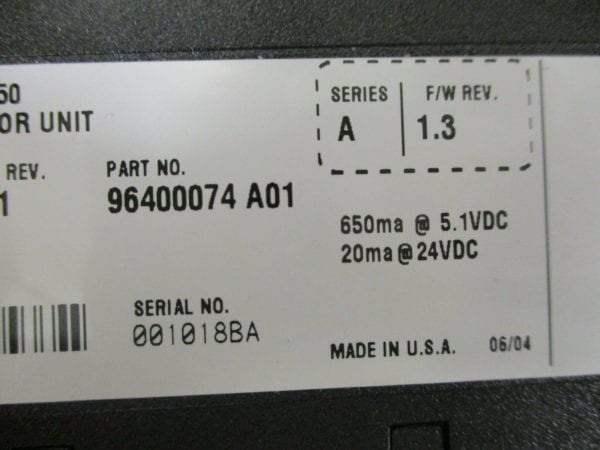 50
SERIES
F/W REV.
OR UNIT
A
1.3
REV.
PART NO.
1
96400074 A01
650ma @ 5.1VDC
20ma@24VDC
SERIAL NO.
001018BA
MADE IN U.S.A. 06/04